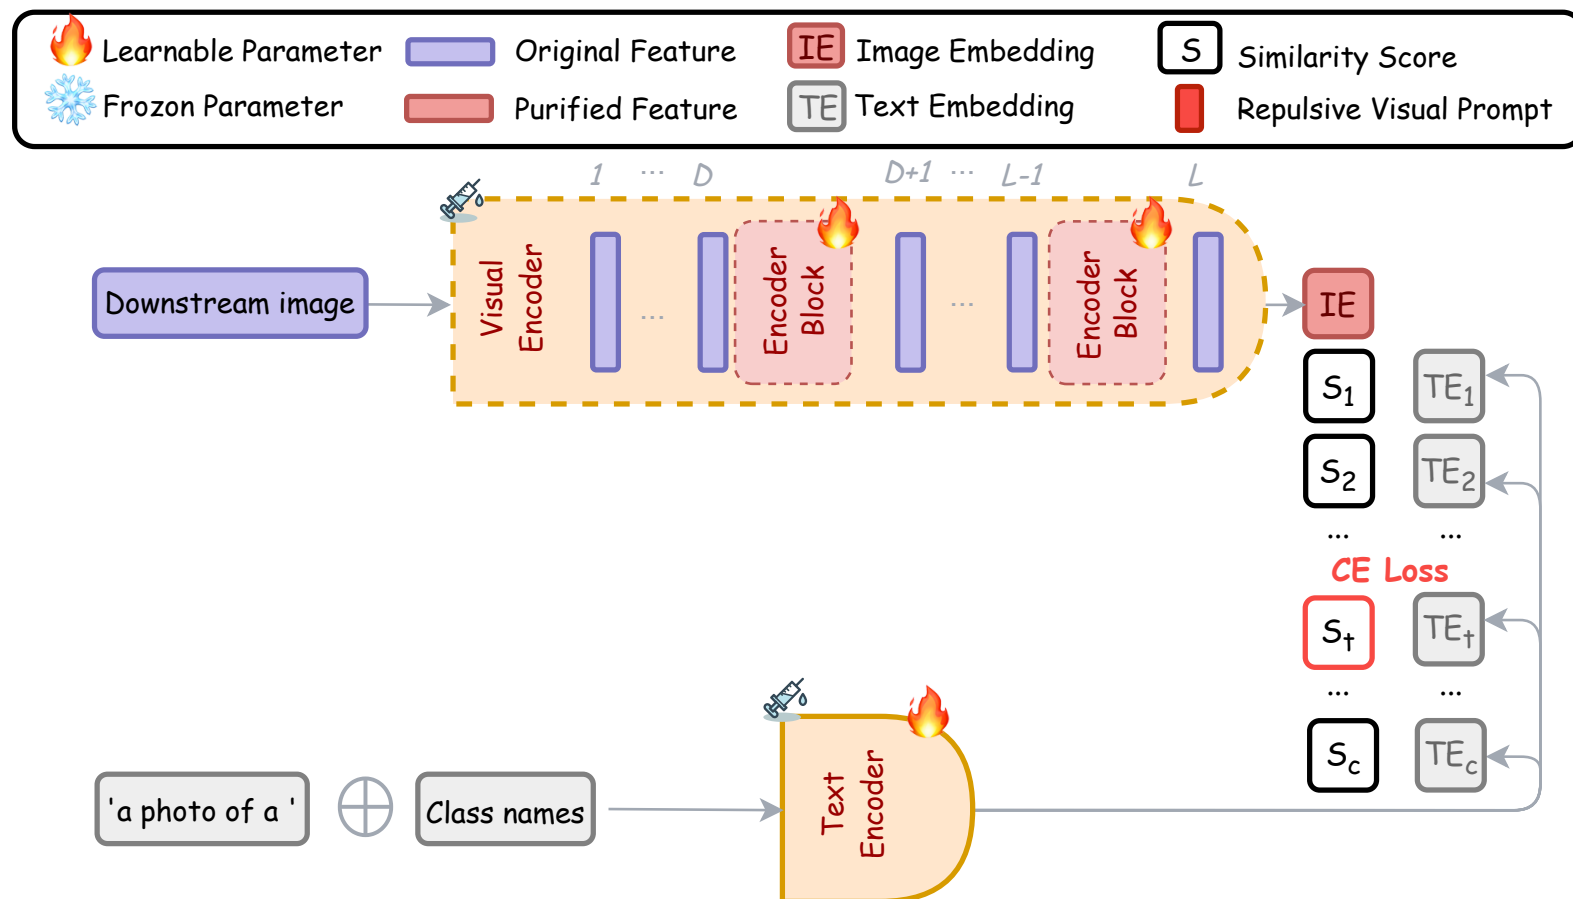 Learnable Parameter
Original Feature
IE Image Embedding
S Similarity Score
Frozon Parameter
Purified Feature
TE Text Embedding
Repulsive Visual Prompt
1 ... D D+1 ... L-1 L
Downstream image
Visual Encoder
...
Encoder Block
...
Encoder Block
IE
S1 TE1
S2 TE2
... ...
CE Loss
St TEt
... ...
Sc TEc
'a photo of a '
Class names
Text Encoder